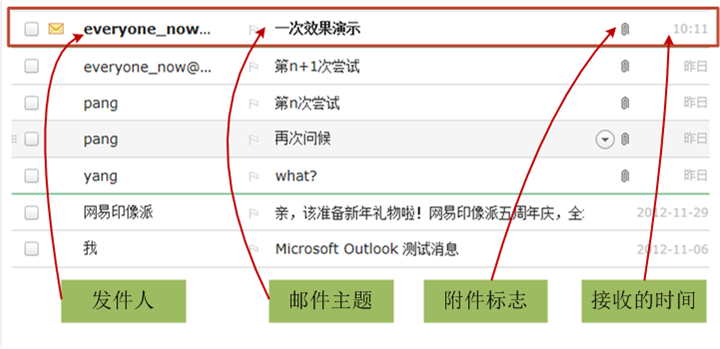 everyone_now... 一次效果演示 10:11
everyone_now@... 第n+1次尝试 昨日
pang 第n次尝试 昨日
pang 再次问候 昨日
yang what? 昨日
网易印像派 亲，该准备新年礼物啦！网易印像派五周年庆，全 2012-11-29
我 Microsoft Outlook 测试消息 2012-11-06
发件人 邮件主题 附件标志 接收的时间